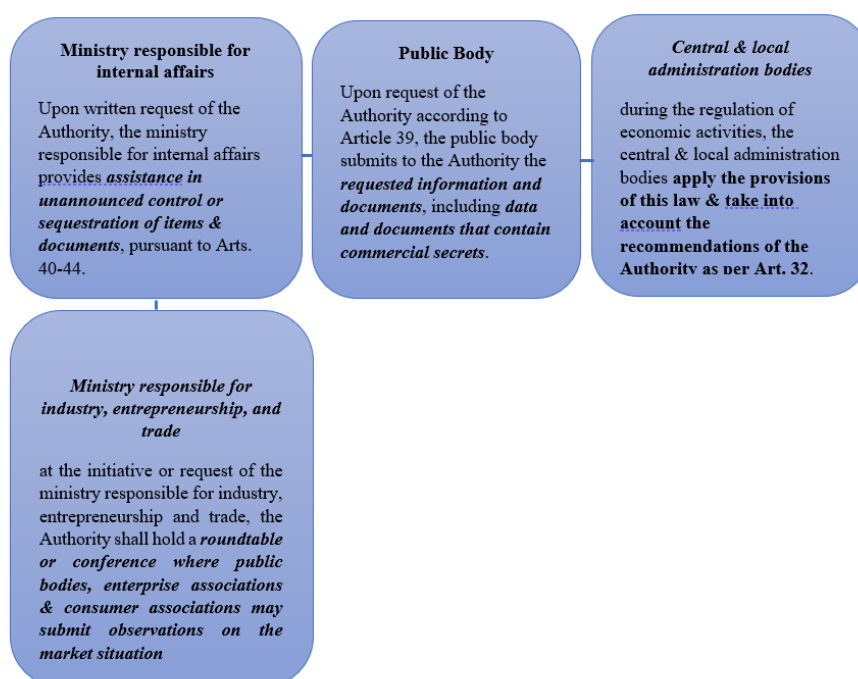 Ministry responsible for
internal affairs
Upon written request of the
Authority, the ministry
responsible for internal affairs
provides assistance in
unannounced control or
sequestration of items &
documents, pursuant to Arts.
40-44.
Public Body
Upon request of the
Authority according to
Article 39, the public body
submits to the Authority the
requested information and
documents, including data
and documents that contain
commercial secrets.
Central & local
administration bodies
during the regulation of
economic activities, the
central & local administration
bodies apply the provisions
of this law & take into
account the
recommendations of the
Authority as per Art. 32.
Ministry responsible for
industry, entrepreneurship, and
trade
at the initiative or request of the
ministry responsible for industry,
entrepreneurship and trade, the
Authority shall hold a roundtable
or conference where public
bodies, enterprise associations
& consumer associations may
submit observations on the
market situation